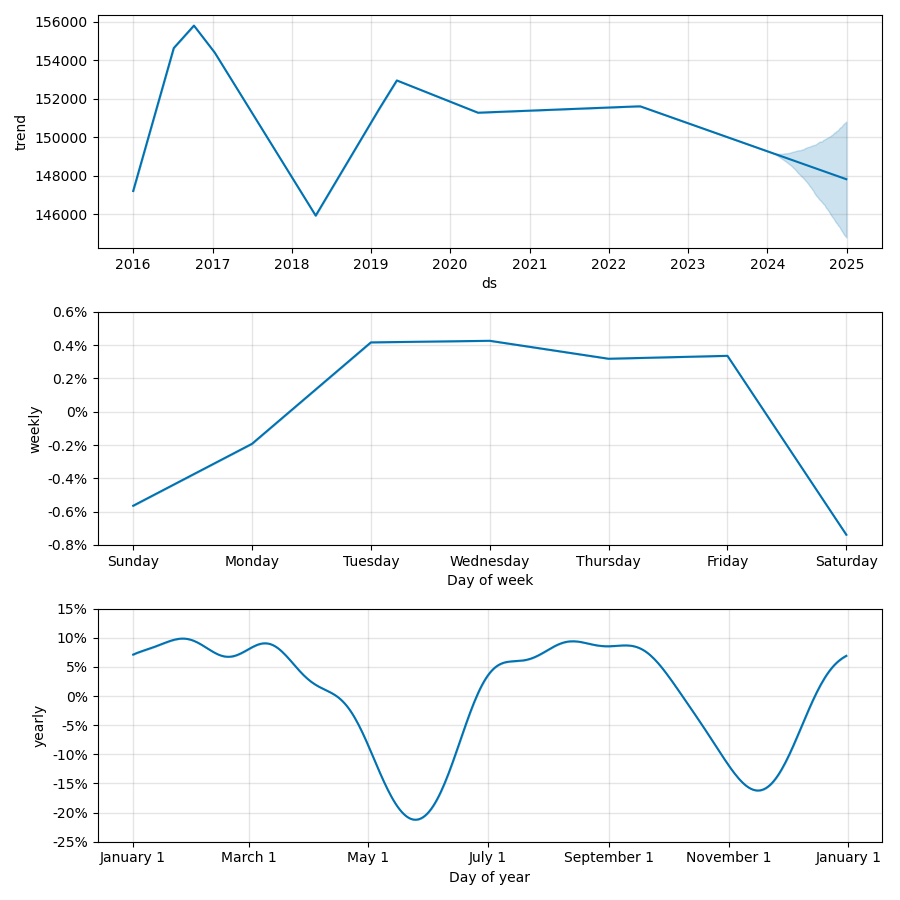 156000
154000
152000
150000
148000
146000
trend
2016 2017 2018 2019 2020 2021 2022 2023 2024 2025
ds
0.6%
0.4%
0.2%
0%
-0.2%
-0.4%
-0.6%
-0.8%
weekly
Sunday Monday Tuesday Wednesday Thursday Friday Saturday
Day of week
15%
10%
5%
0%
-5%
-10%
-15%
-20%
-25%
yearly
January 1 March 1 May 1 July 1 September 1 November 1 January 1
Day of year